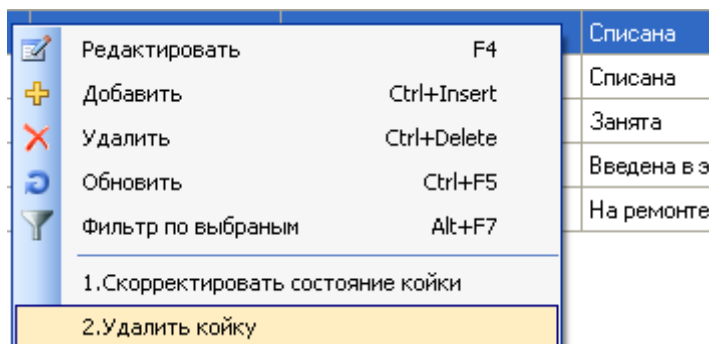 Редактировать F4
Списана
Добавить Ctrl+Insert
Списана
Удалить Ctrl+Delete
Занята
Обновить Ctrl+F5
Введена в э
Фильтр по выбраным Alt+F7
На ремонте
1.Скорректировать состояние койки
2.Удалить койку